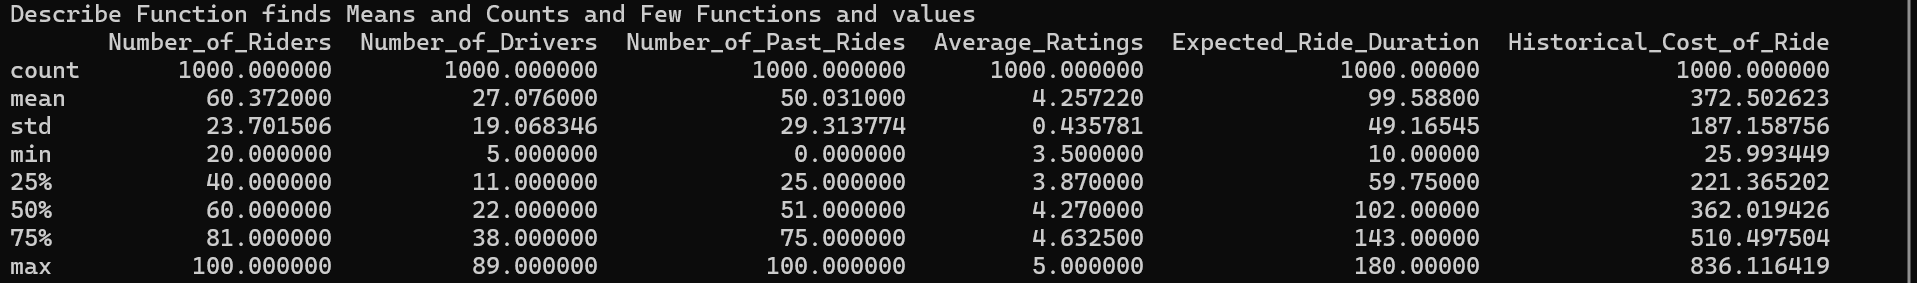 Describe Function finds Means and Counts and Few Functions and values
       Number_of_Riders  Number_of_Drivers  Number_of_Past_Rides  Average_Ratings  Expected_Ride_Duration  Historical_Cost_of_Ride
count       1000.000000        1000.000000           1000.000000      1000.000000              1000.00000              1000.000000
mean          60.372000          27.076000             50.031000         4.257220                99.58800               372.502623
std           23.701506          19.068346             29.313774         0.435781                49.16545               187.158756
min           20.000000           5.000000              0.000000         3.500000                10.00000                25.993449
25%           40.000000          11.000000             25.000000         3.870000                59.75000               221.365202
50%           60.000000          22.000000             51.000000         4.270000               102.00000               362.019426
75%           81.000000          38.000000             75.000000         4.632500               143.00000               510.497504
max          100.000000          89.000000            100.000000         5.000000               180.00000               836.116419